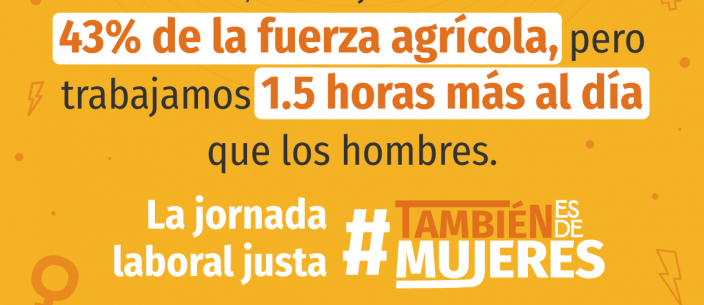 43% de la fuerza agrícola, pero
trabajamos 1.5 horas más al día
que los hombres.
La jornada
laboral justa
#TAMBIÉN ES DE
MUJERES